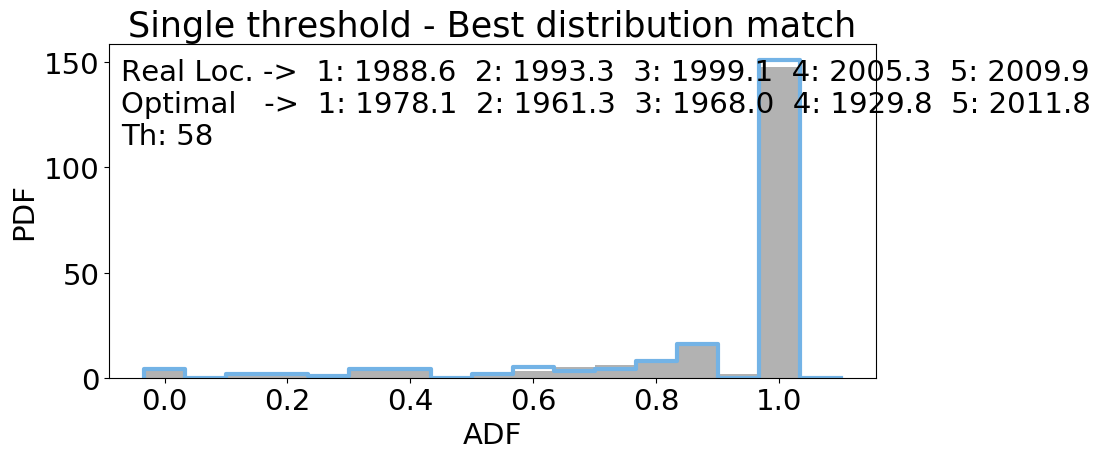 Single threshold - Best distribution match
150
Real Loc. -> 1: 1988.6 2: 1993.3 3: 1999.1 4: 2005.3 5: 2009.9
Optimal -> 1: 1978.1 2: 1961.3 3: 1968.0 4: 1929.8 5: 2011.8
Th: 58
100
PDF
50
0
0.0 0.2 0.4 0.6 0.8 1.0
ADF